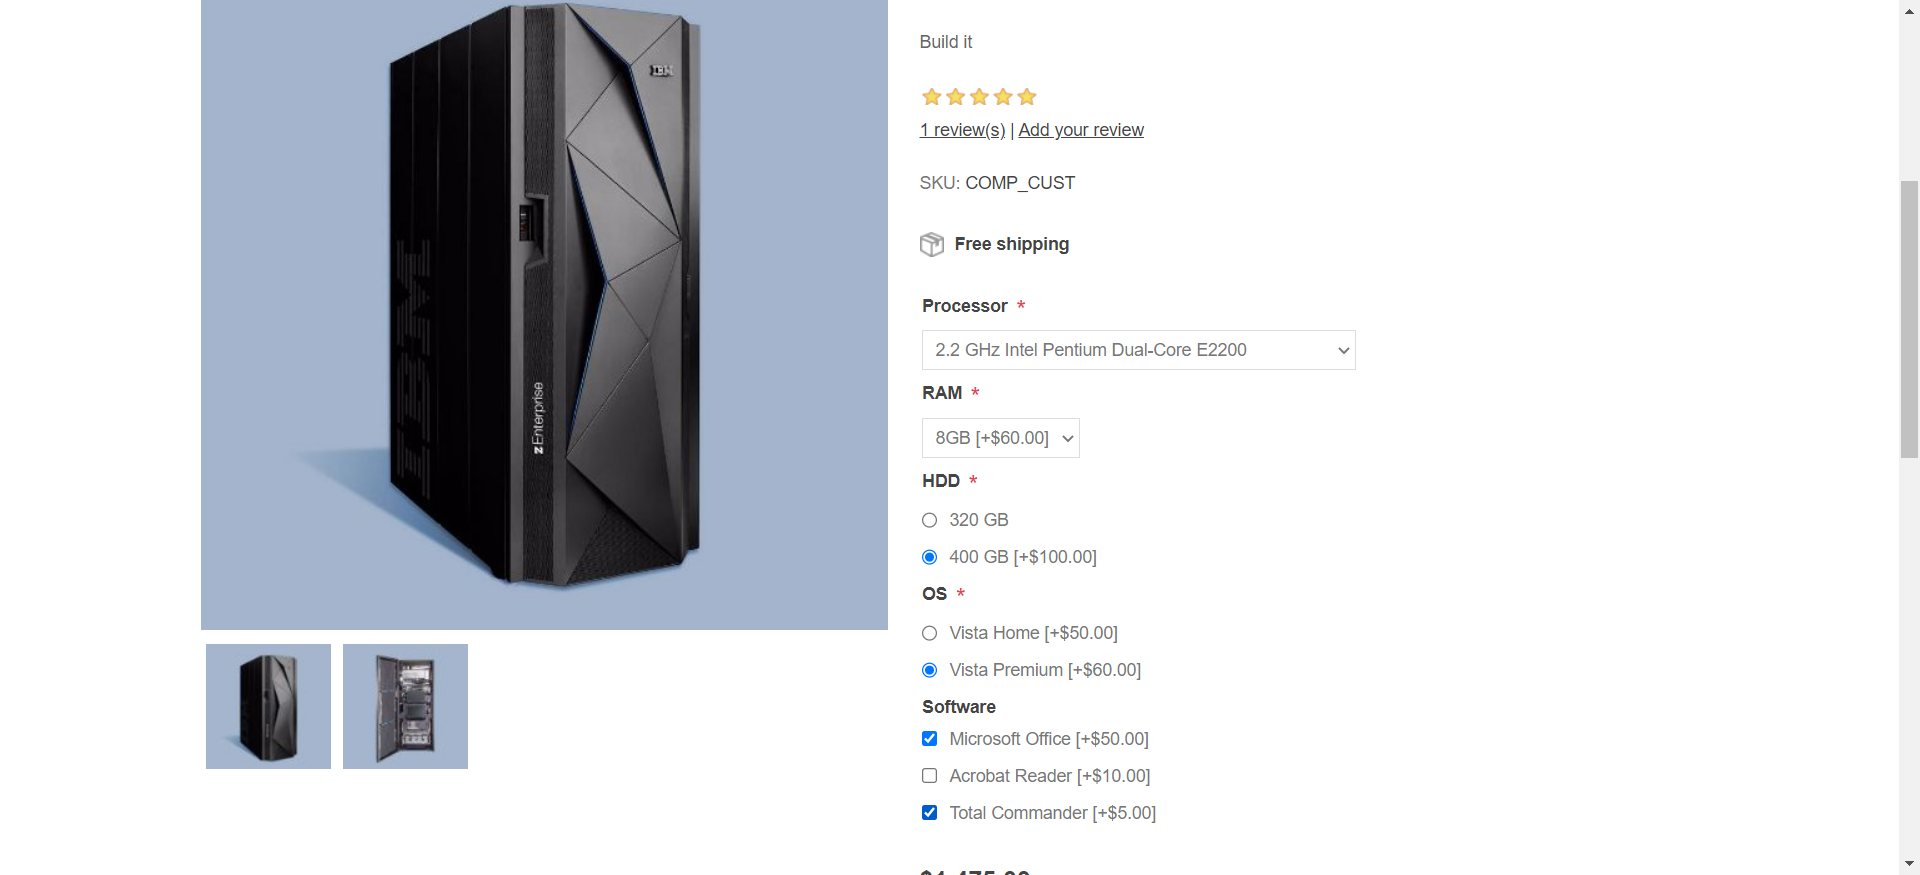 Build it
1 review(s) | Add your review
SKU: COMP_CUST
Free shipping
Processor *
2.2 GHz Intel Pentium Dual-Core E2200
RAM *
8GB [+$60.00]
HDD *
320 GB
400 GB [+$100.00]
OS *
Vista Home [+$50.00]
Vista Premium [+$60.00]
Software
Microsoft Office [+$50.00]
Acrobat Reader [+$10.00]
Total Commander [+$5.00]
IBM
IBM
zEnterprise